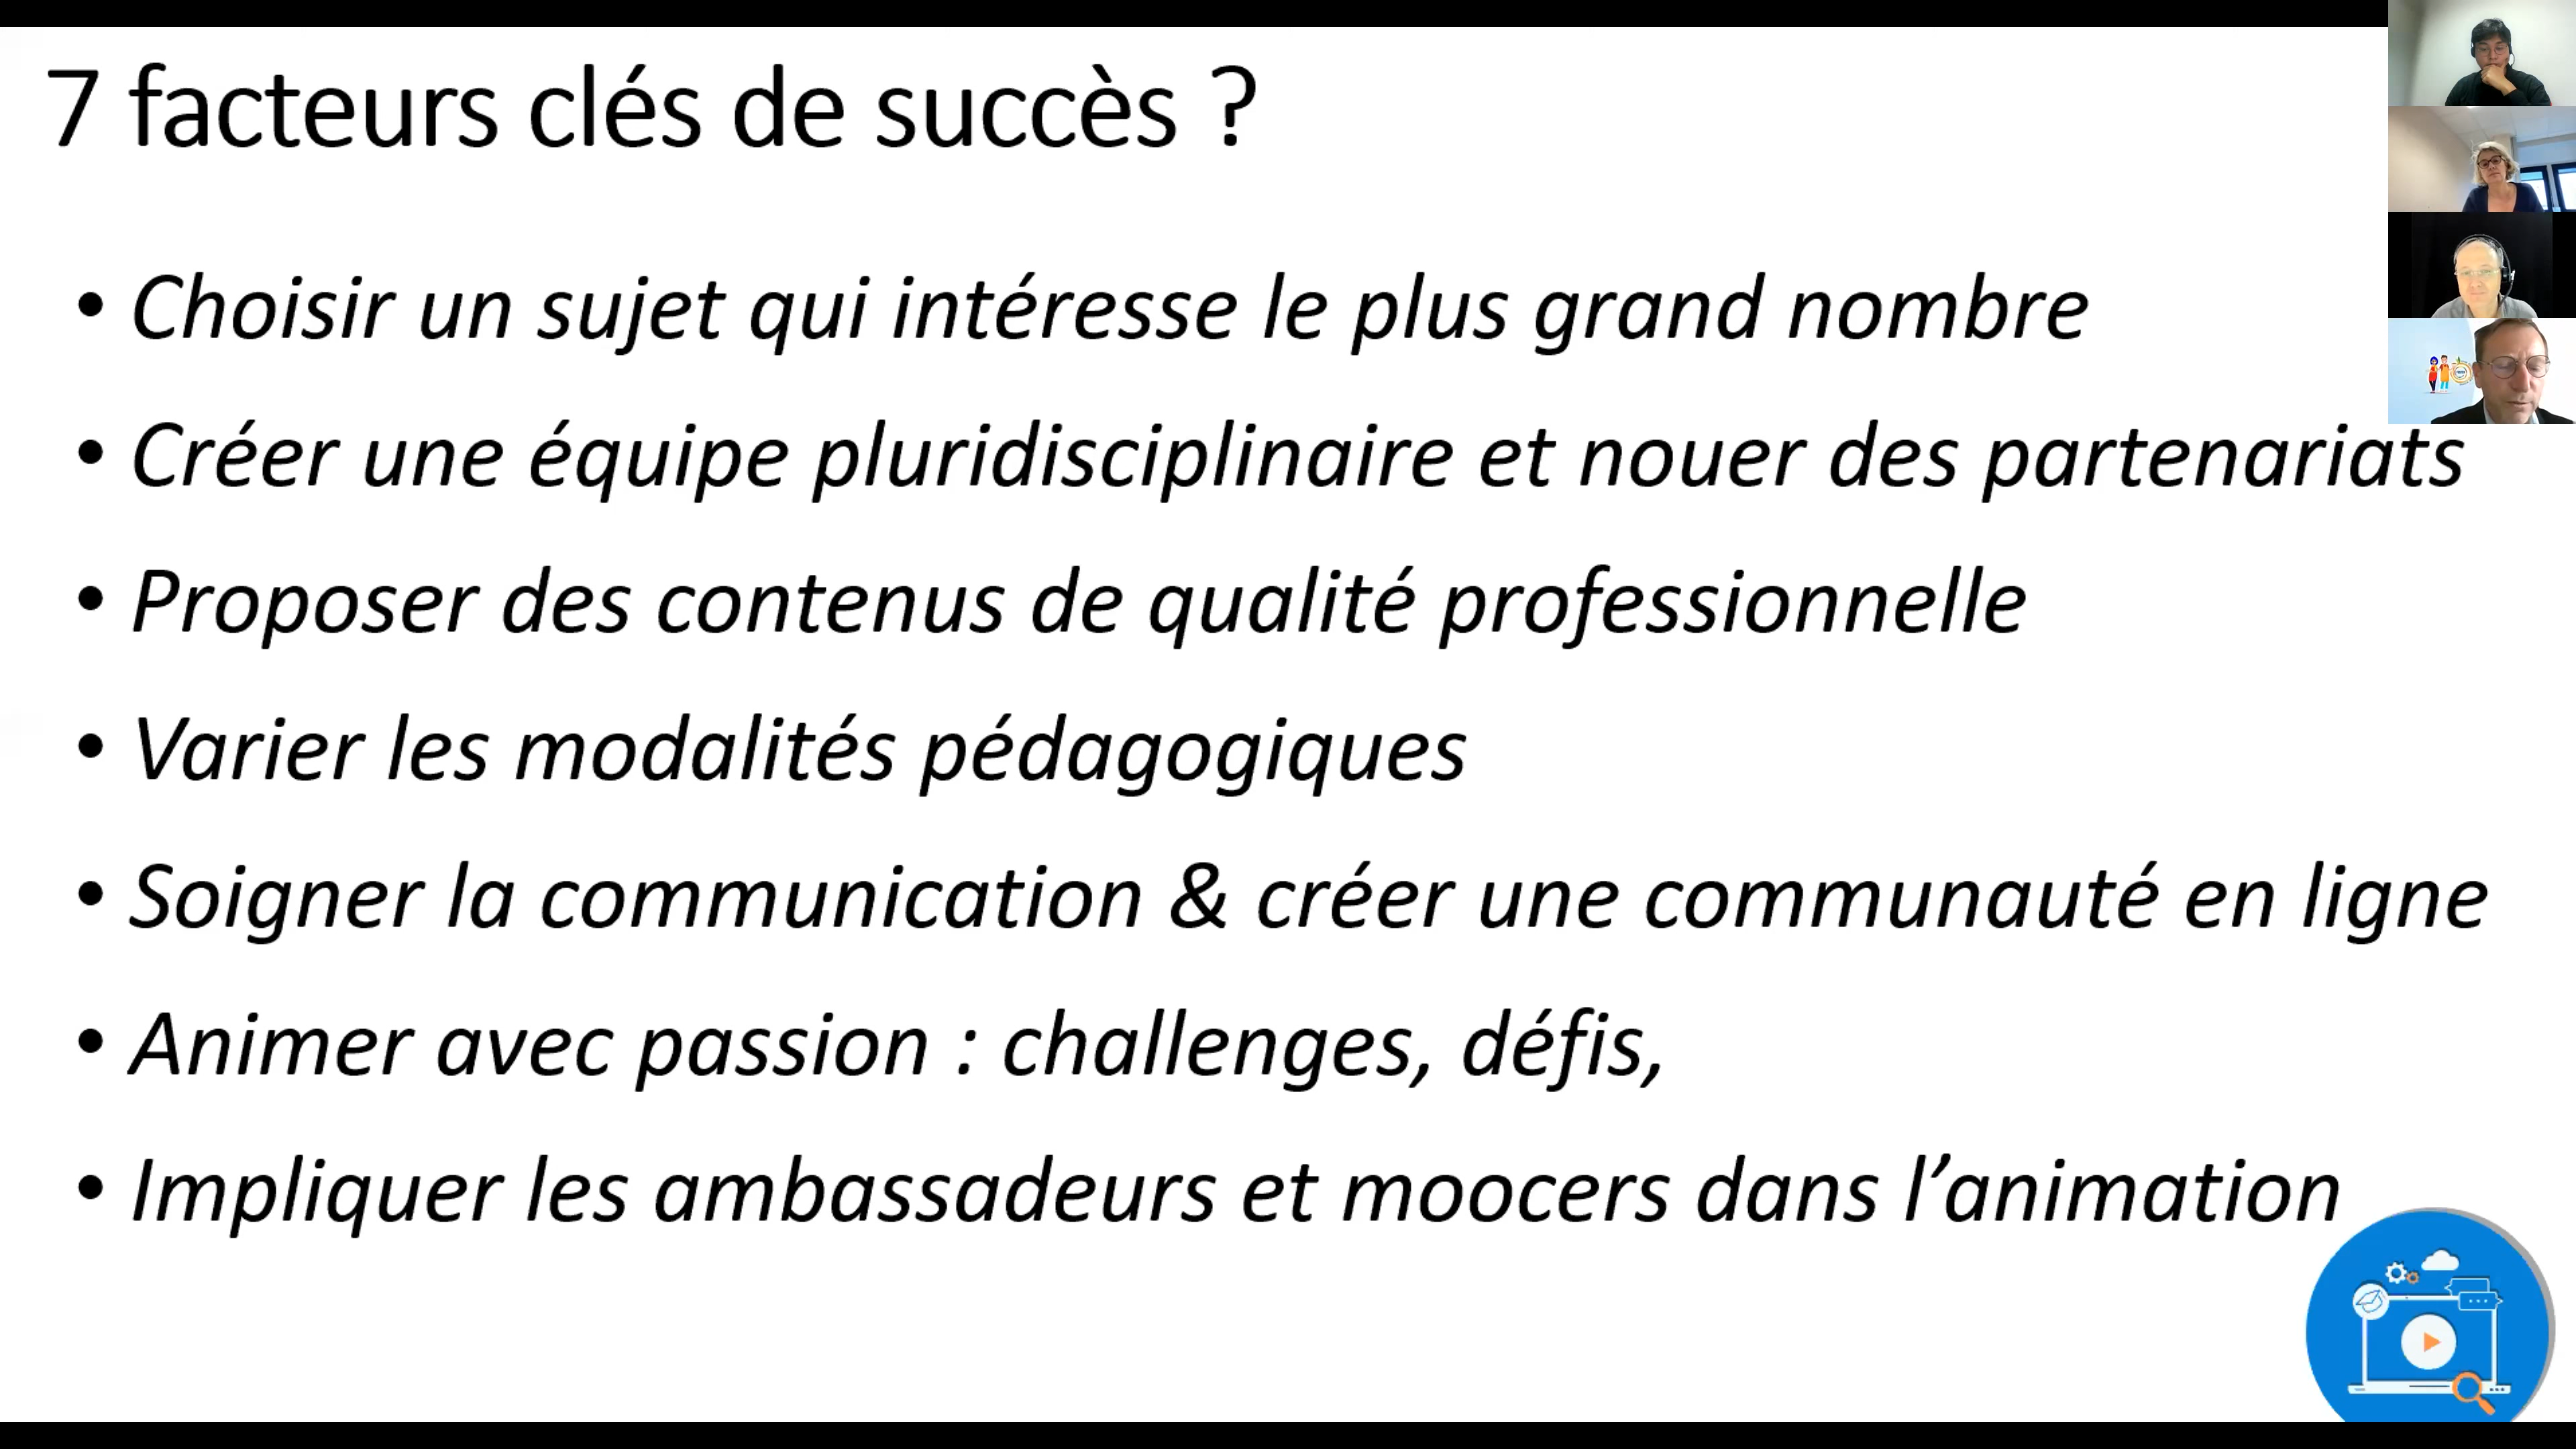 7 facteurs clés de succès ?
• Choisir un sujet qui intéresse le plus grand nombre
• Créer une équipe pluridisciplinaire et nouer des partenariats
• Proposer des contenus de qualité professionnelle
• Varier les modalités pédagogiques
• Soigner la communication & créer une communauté en ligne
• Animer avec passion : challenges, défis,
• Impliquer les ambassadeurs et moocers dans l’animation